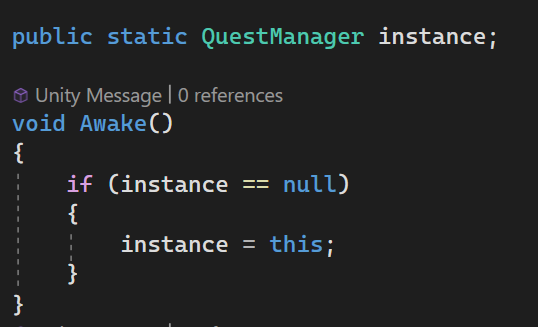 public static QuestManager instance;
Unity Message | 0 references
void Awake()
{
if (instance == null)
{
instance = this;
}
}